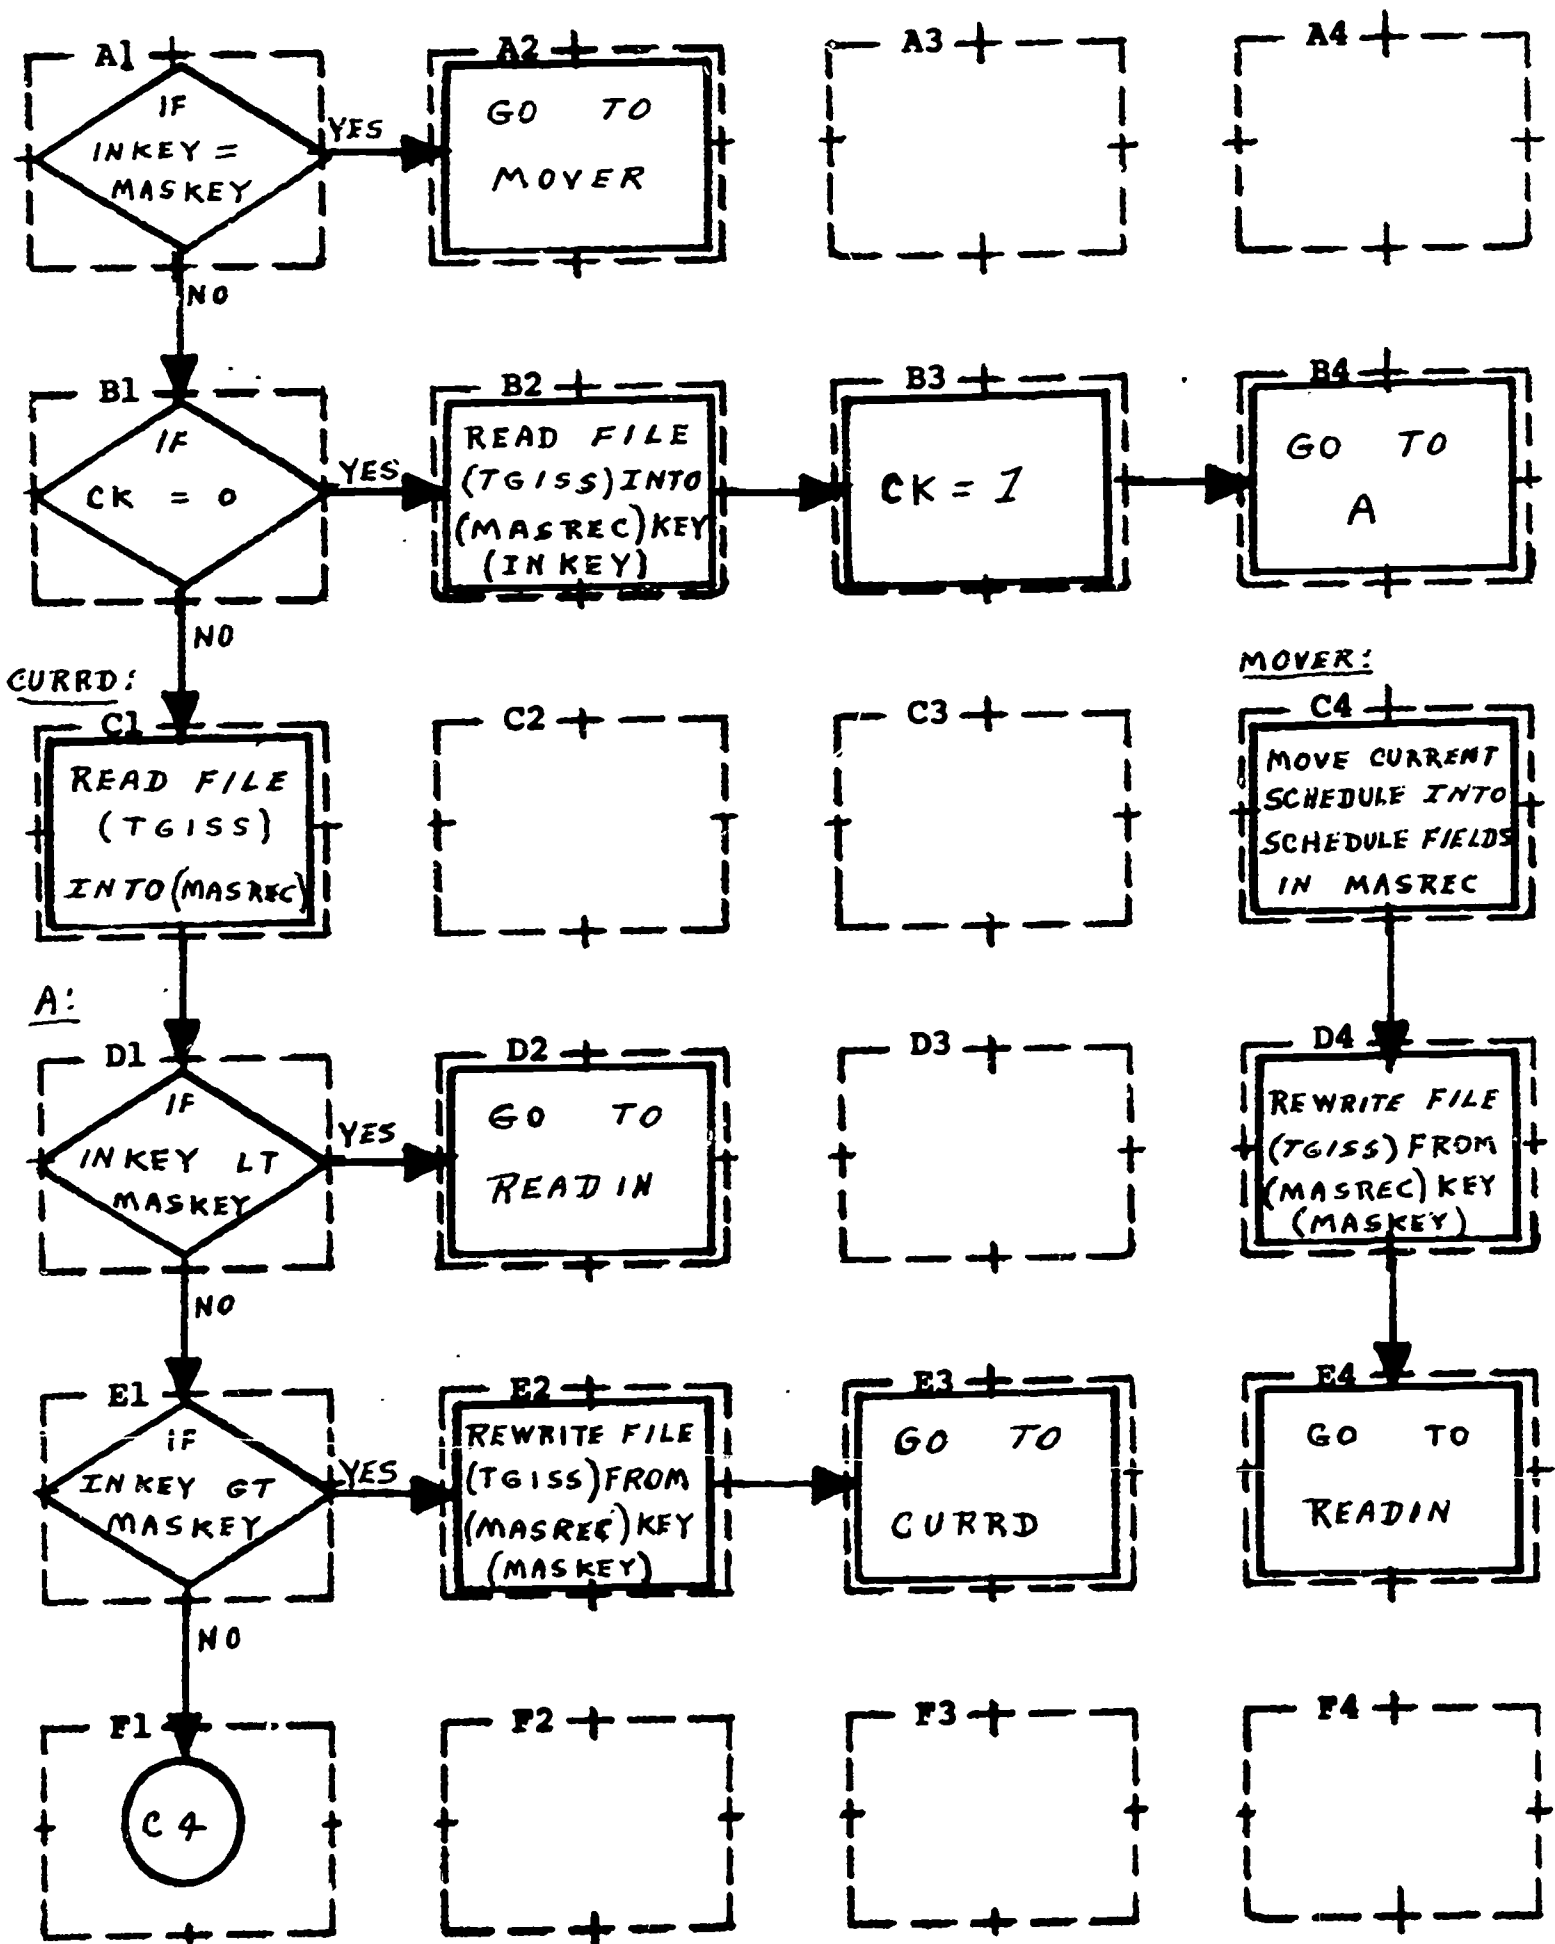 A1
IF
INKEY =
MASKEY
YES
NO
A2
GO TO
MOVER
A3
A4
B1
IF
CK = 0
YES
NO
B2
READ FILE
(TGISS) INTO
(MASREC) KEY
(INKEY)
B3
CK = 1
B4
GO TO
A
CURRD:
C1
READ FILE
(TGISS)
INTO (MASREC)
C2
C3
MOVER:
C4
MOVE CURRENT
SCHEDULE INTO
SCHEDULE FIELDS
IN MASREC
A:
D1
IF
INKEY LT
MASKEY
YES
NO
D2
GO TO
READIN
D3
D4
REWRITE FILE
(TGISS) FROM
(MASREC) KEY
(MASKEY)
E1
IF
INKEY GT
MASKEY
YES
NO
E2
REWRITE FILE
(TGISS) FROM
(MASREC) KEY
(MASKEY)
E3
GO TO
CURRD
E4
GO TO
READIN
F1
C4
F2
F3
F4